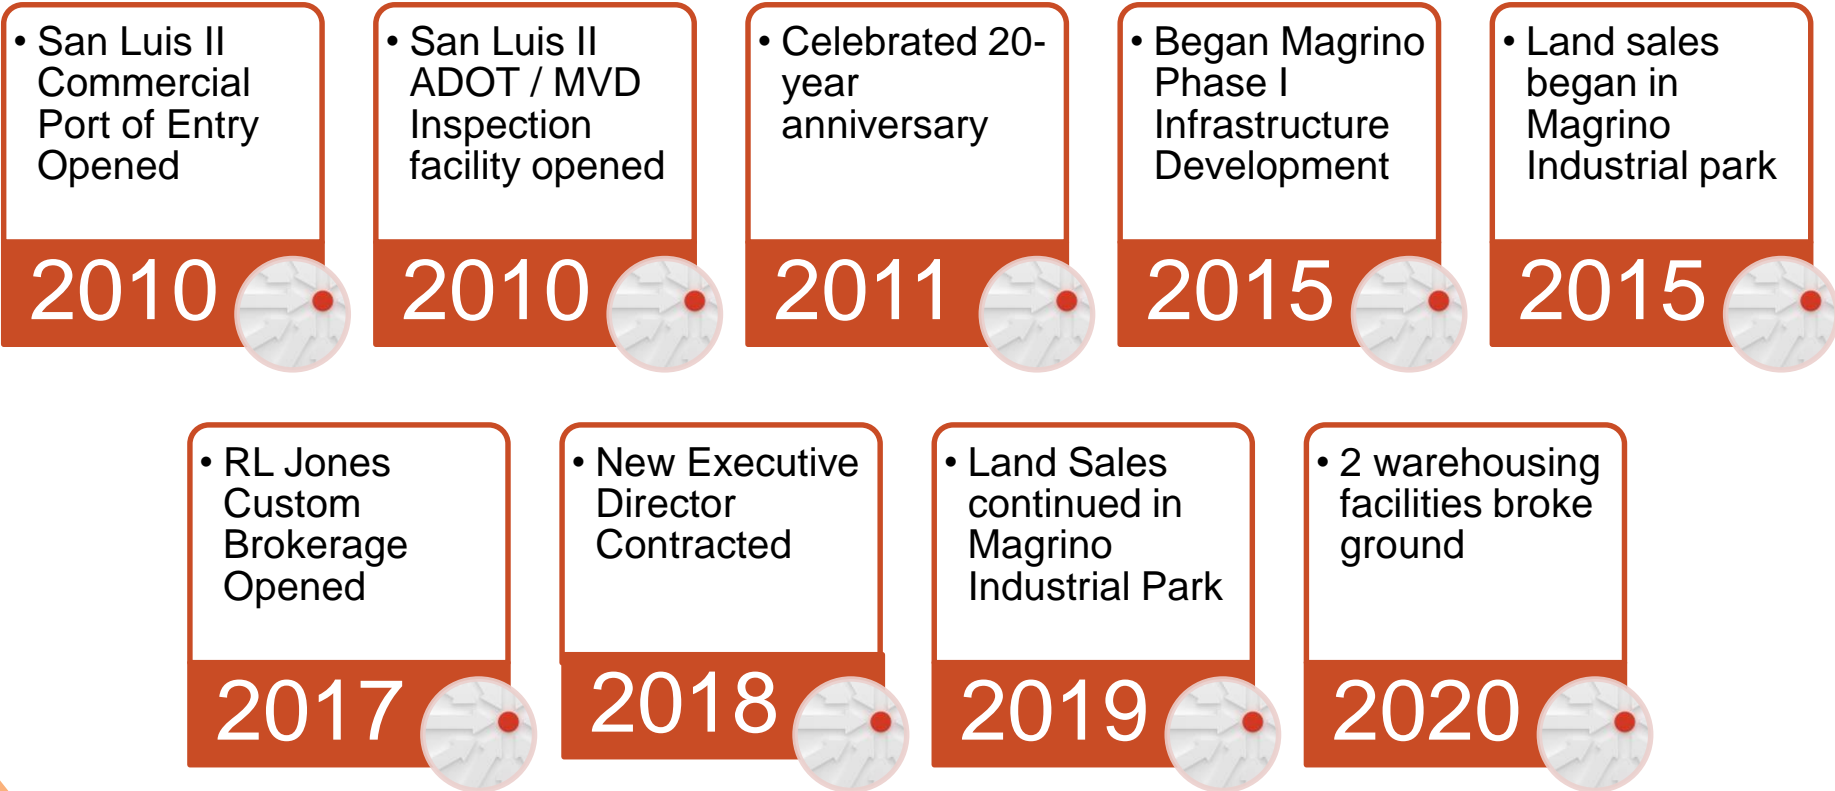 • San Luis II
Commercial
Port of Entry
Opened
2010
• San Luis II
ADOT / MVD
Inspection
facility opened
2010
• Celebrated 20-
year
anniversary
2011
• Began Magrino
Phase I
Infrastructure
Development
2015
• Land sales
began in
Magrino
Industrial park
2015
• RL Jones
Custom
Brokerage
Opened
2017
• New Executive
Director
Contracted
2018
• Land Sales
continued in
Magrino
Industrial Park
2019
• 2 warehousing
facilities broke
ground
2020